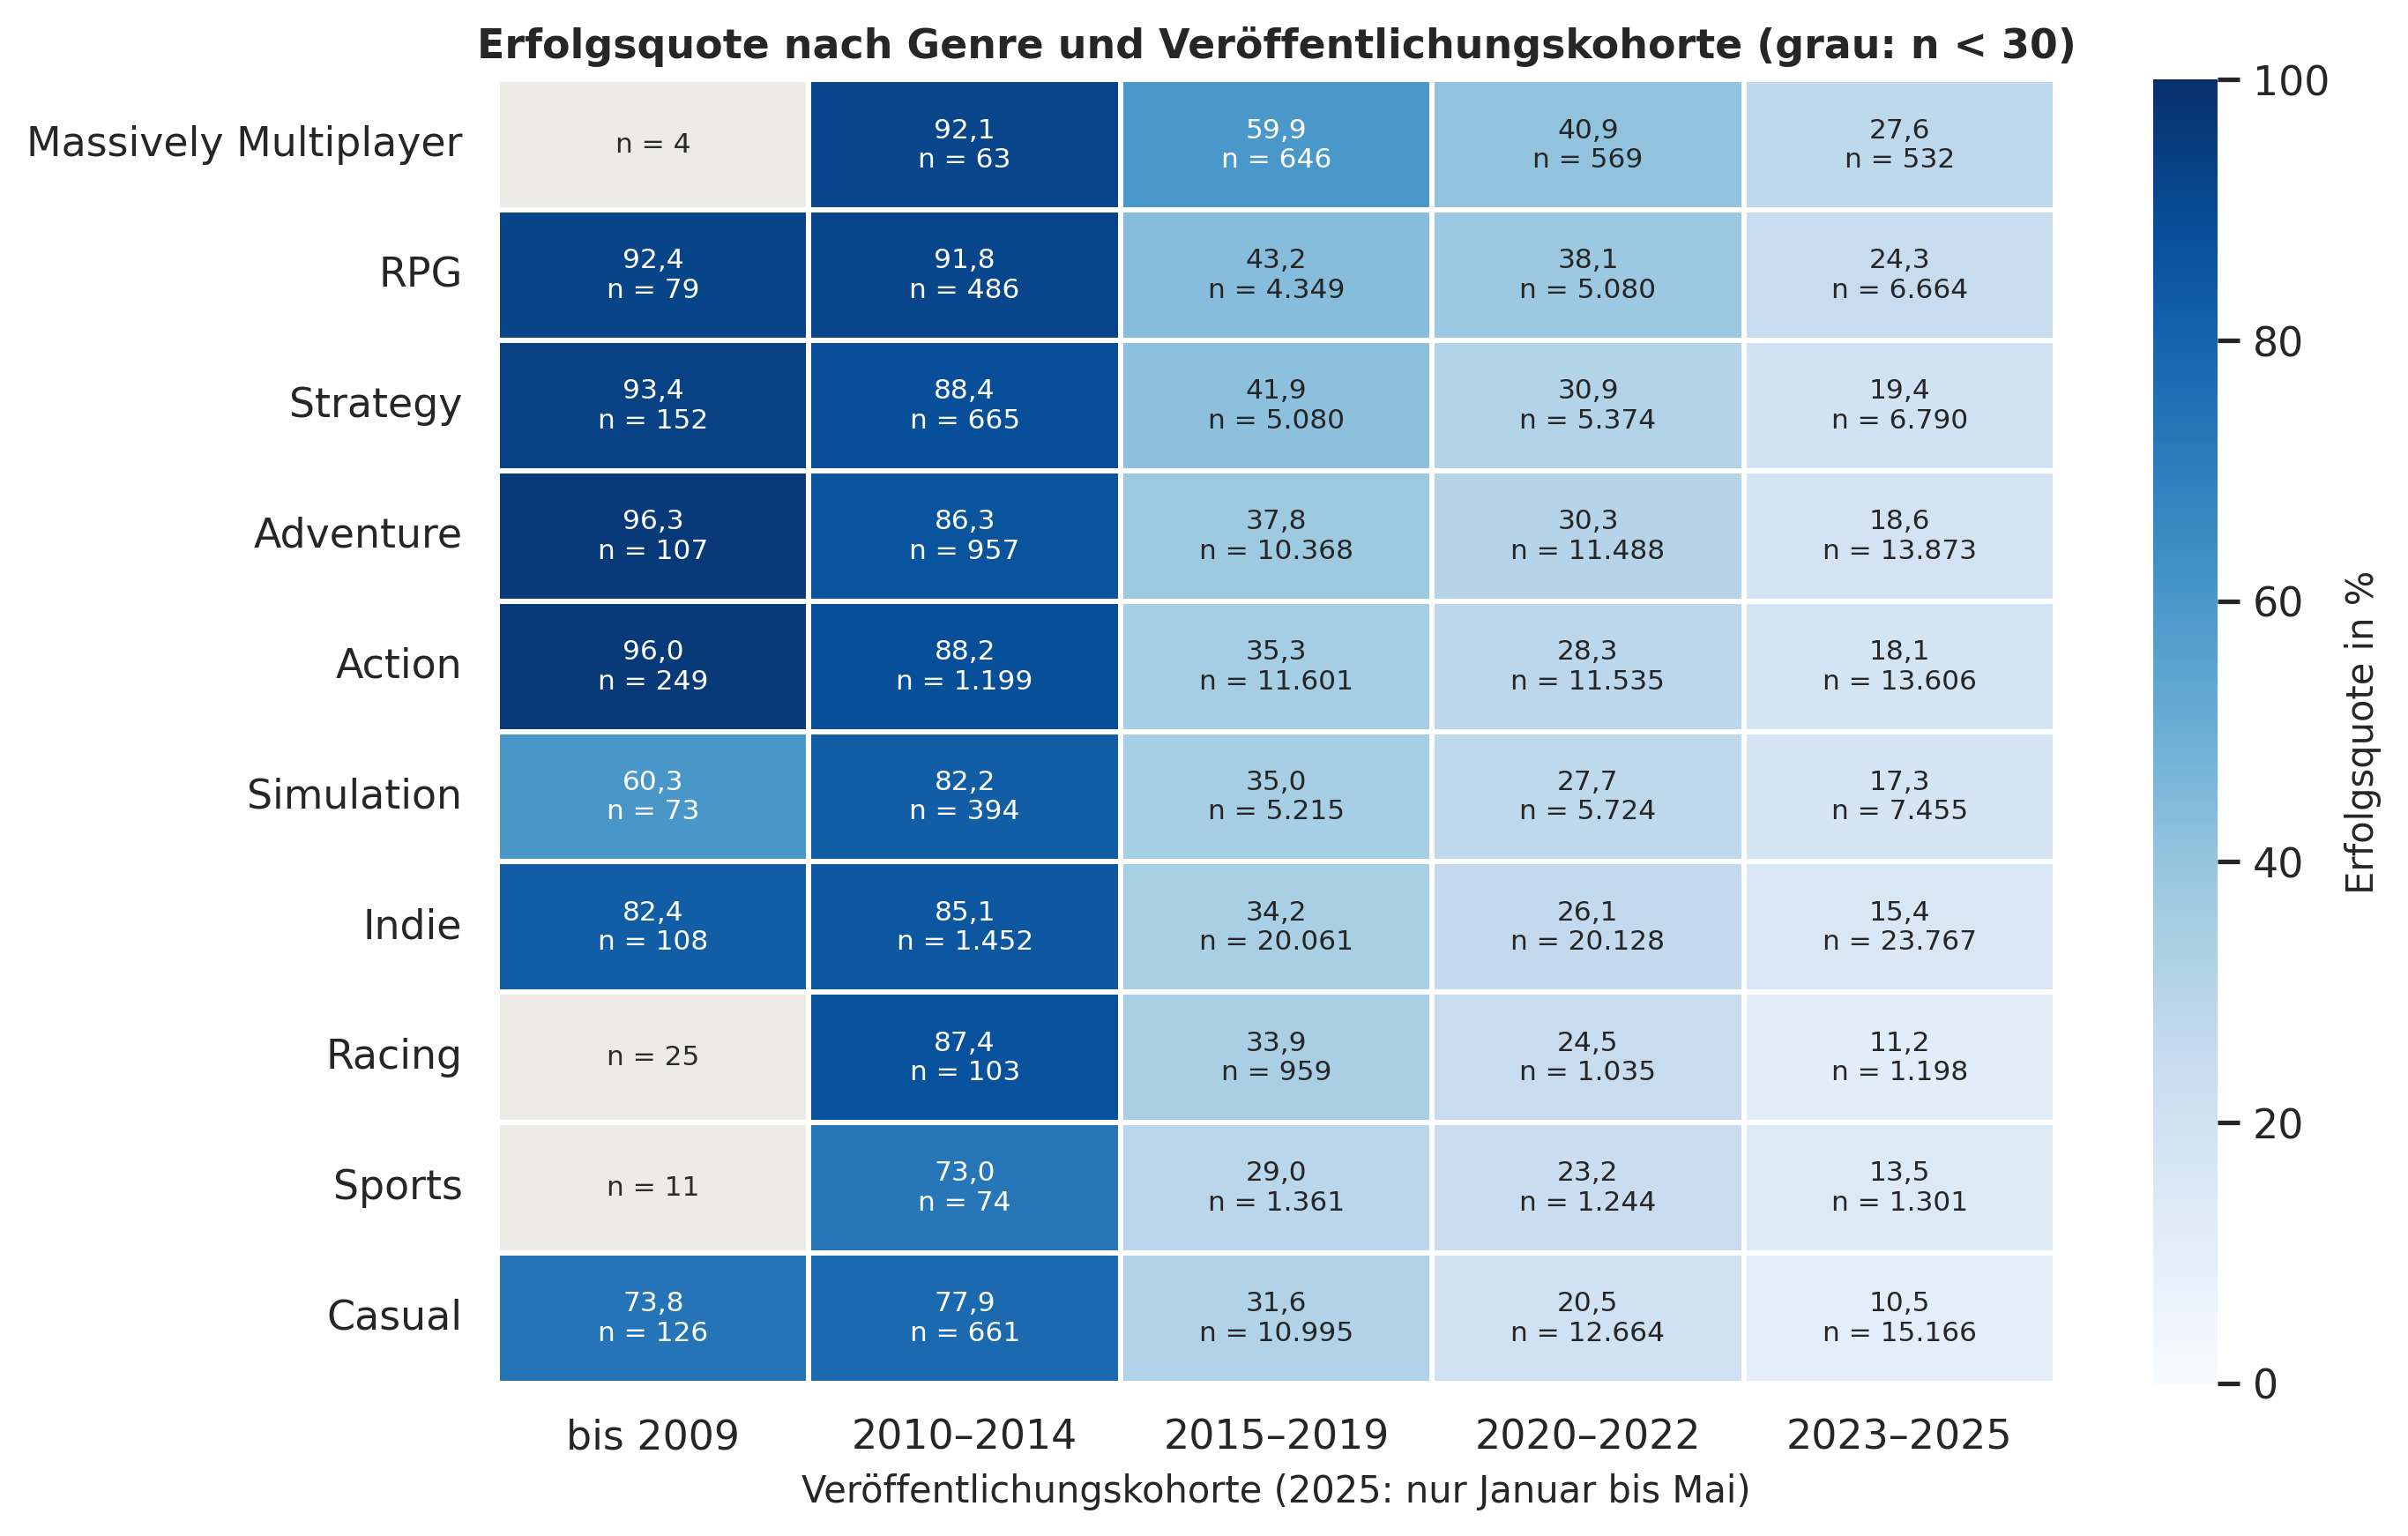 Erfolgsquote nach Genre und Veröffentlichungskohorte (grau: n < 30)
Massively Multiplayer
n = 4
92,1
n = 63
59,9
n = 646
40,9
n = 569
27,6
n = 532
RPG
92,4
n = 79
91,8
n = 486
43,2
n = 4.349
38,1
n = 5.080
24,3
n = 6.664
Strategy
93,4
n = 152
88,4
n = 665
41,9
n = 5.080
30,9
n = 5.374
19,4
n = 6.790
Adventure
96,3
n = 107
86,3
n = 957
37,8
n = 10.368
30,3
n = 11.488
18,6
n = 13.873
Action
96,0
n = 249
88,2
n = 1.199
35,3
n = 11.601
28,3
n = 11.535
18,1
n = 13.606
Simulation
60,3
n = 73
82,2
n = 394
35,0
n = 5.215
27,7
n = 5.724
17,3
n = 7.455
Indie
82,4
n = 108
85,1
n = 1.452
34,2
n = 20.061
26,1
n = 20.128
15,4
n = 23.767
Racing
n = 25
87,4
n = 103
33,9
n = 959
24,5
n = 1.035
11,2
n = 1.198
Sports
n = 11
73,0
n = 74
29,0
n = 1.361
23,2
n = 1.244
13,5
n = 1.301
Casual
73,8
n = 126
77,9
n = 661
31,6
n = 10.995
20,5
n = 12.664
10,5
n = 15.166
bis 2009
2010–2014
2015–2019
2020–2022
2023–2025
Veröffentlichungskohorte (2025: nur Januar bis Mai)
100
80
60
40
20
0
Erfolgsquote in %